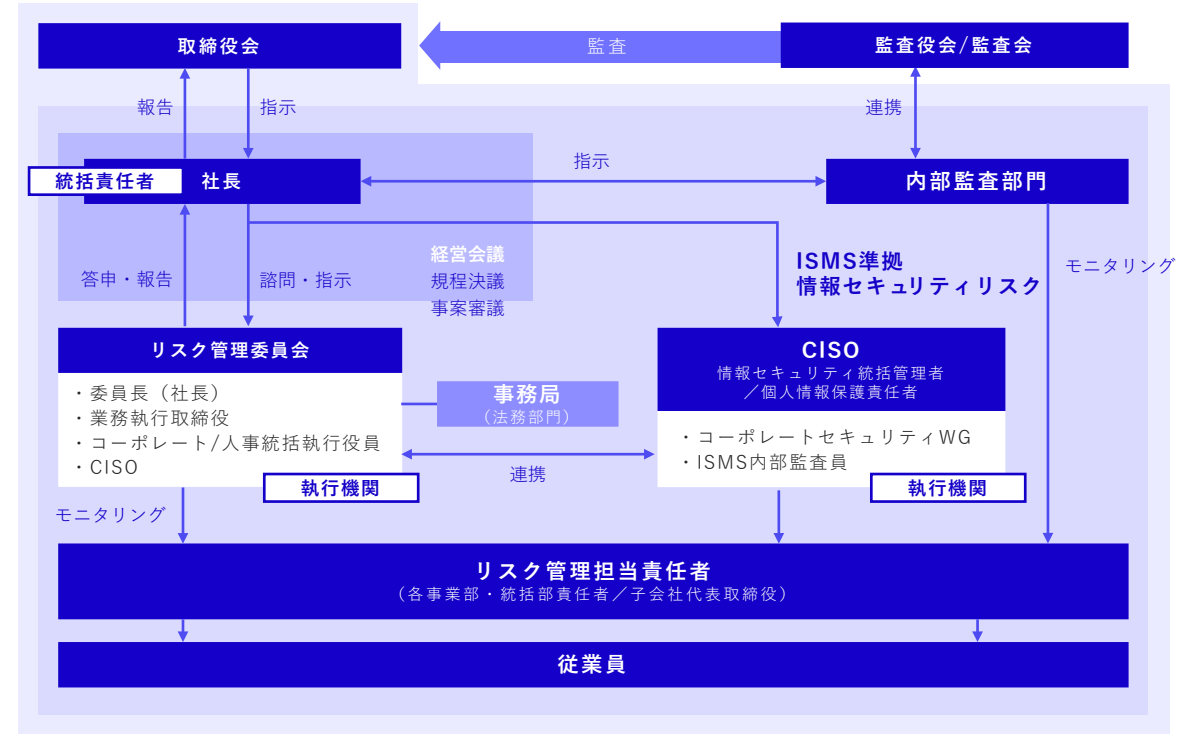 取締役会
監査
監査役会/監査会
報告
指示
連携
統括責任者
社長
指示
内部監査部門
答申・報告
諮問・指示
経営会議
規程決議
事案審議
ISMS準拠
情報セキュリティリスク
モニタリング
リスク管理委員会
・委員長（社長）
・業務執行取締役
・コーポレート/人事統括執行役員
・CISO
執行機関
事務局
（法務部門）
連携
CISO
情報セキュリティ統括管理者
／個人情報保護責任者
・コーポレートセキュリティWG
・ISMS内部監査員
執行機関
モニタリング
リスク管理担当責任者
（各事業部・統括部責任者／子会社代表取締役）
従業員